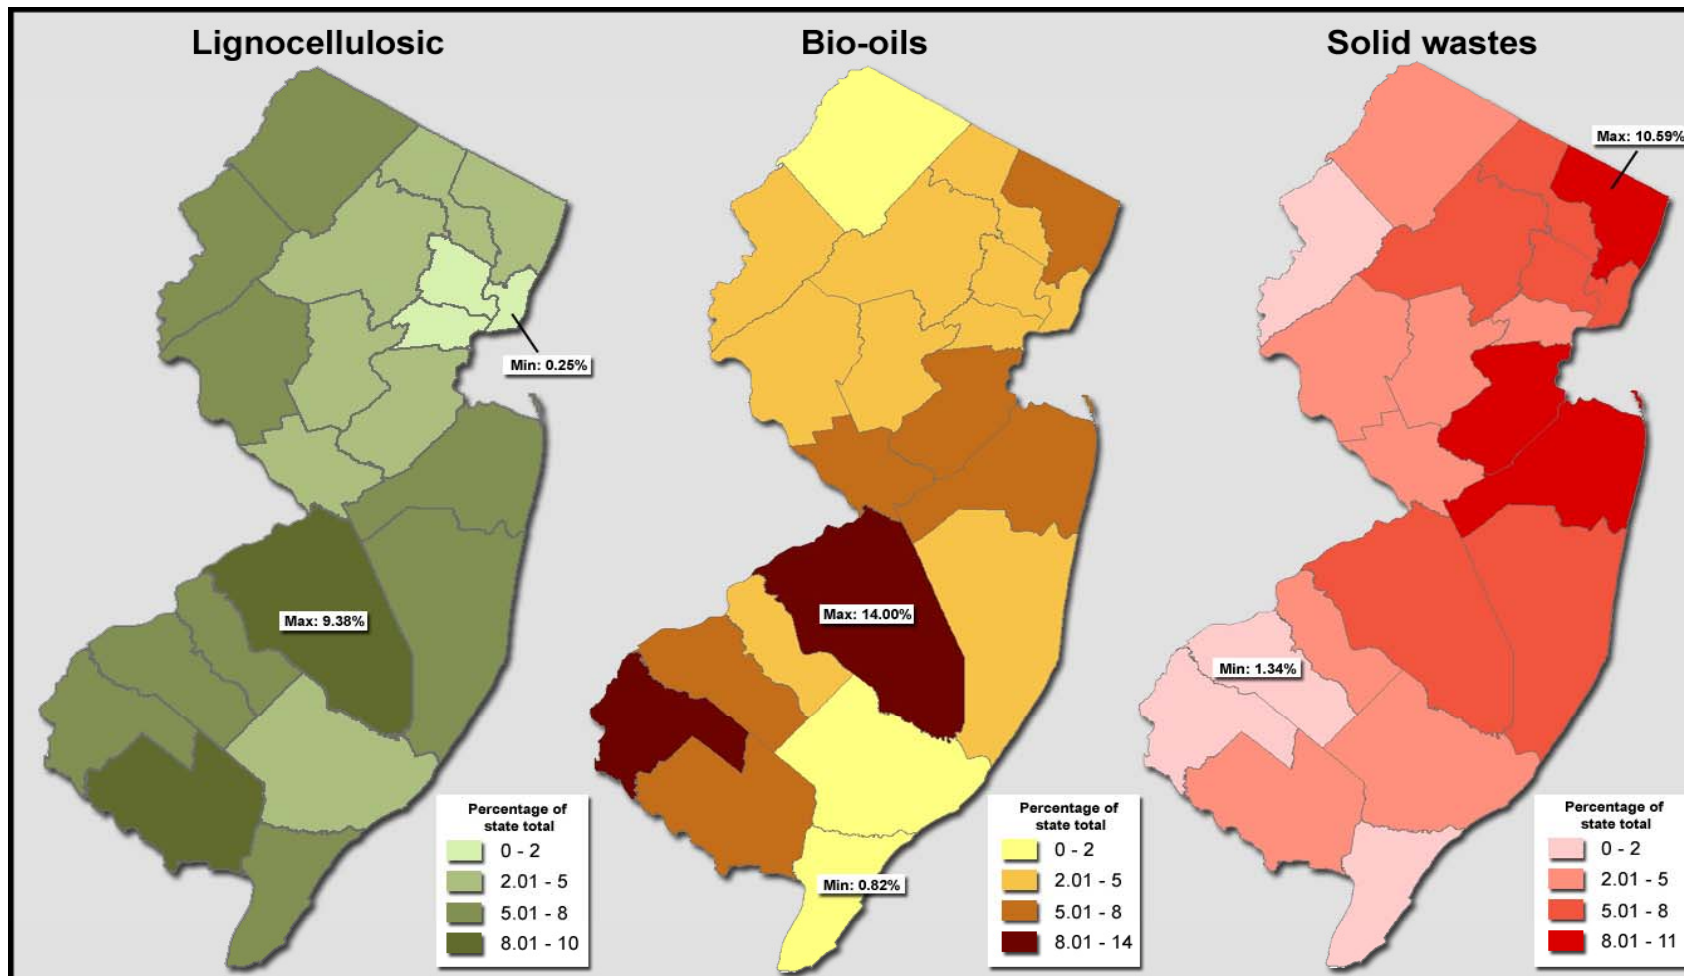 Lignocellulosic
Min: 0.25%
Max: 9.38%
Percentage of
state total
0 - 2
2.01 - 5
5.01 - 8
8.01 - 10
Bio-oils
Max: 14.00%
Min: 0.82%
Percentage of
state total
0 - 2
2.01 - 5
5.01 - 8
8.01 - 14
Solid wastes
Max: 10.59%
Min: 1.34%
Percentage of
state total
0 - 2
2.01 - 5
5.01 - 8
8.01 - 11